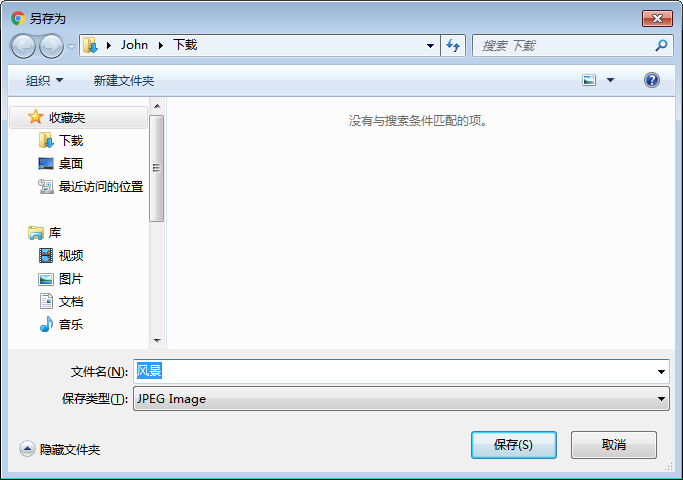 另存为
John 下载
搜索 下载
组织 新建文件夹
收藏夹
下载
桌面
最近访问的位置
库
视频
图片
文档
音乐
没有与搜索条件匹配的项。
文件名(N): 风景
保存类型(T): JPEG Image
隐藏文件夹 保存(S) 取消